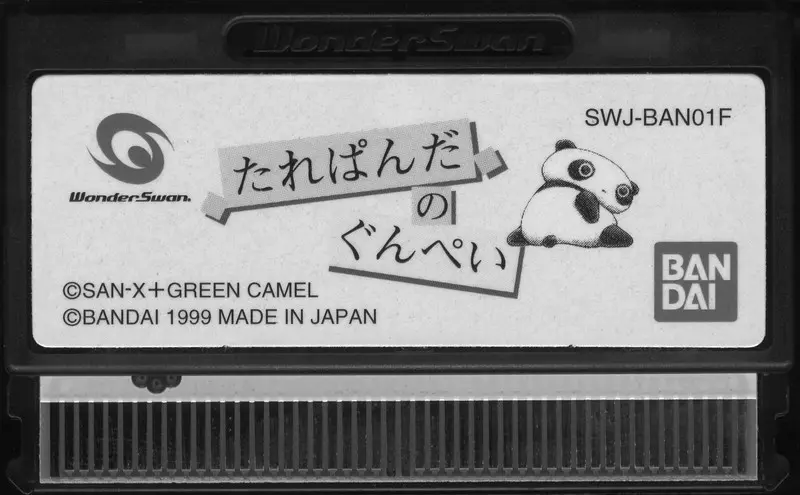 WonderSwan
SWJ-BAN01F
WonderSwan.
たれぱんだ
の
ぐんぺい
BAN
DAI
©SAN-X+GREEN CAMEL
©BANDAI 1999 MADE IN JAPAN